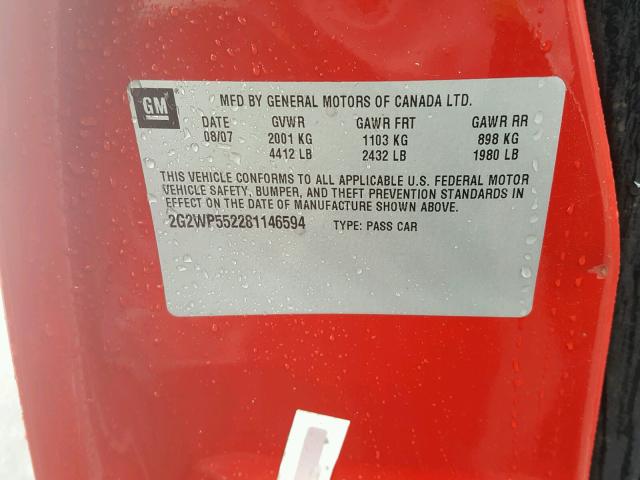 GM
MFD BY GENERAL MOTORS OF CANADA LTD.
DATE GVWR GAWR FRT GAWR RR
08/07 2001 KG 1103 KG 898 KG
4412 LB 2432 LB 1980 LB
THIS VEHICLE CONFORMS TO ALL APPLICABLE U.S. FEDERAL MOTOR
VEHICLE SAFETY, BUMPER, AND THEFT PREVENTION STANDARDS IN
EFFECT ON THE DATE OF MANUFACTURE SHOWN ABOVE.
2G2WP552281146594 TYPE: PASS CAR